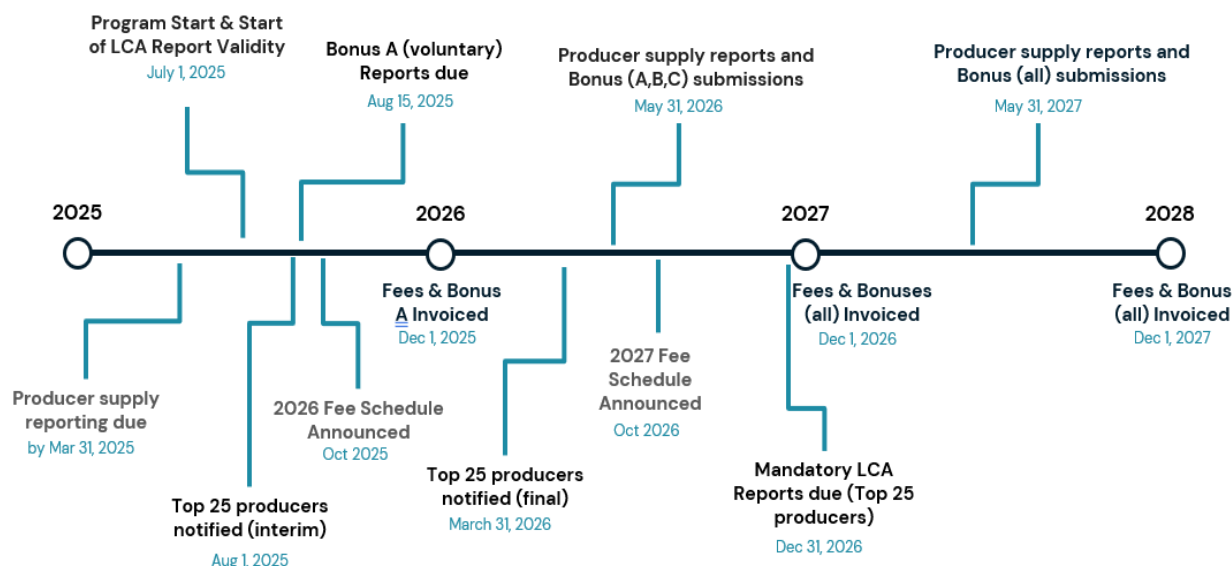 Program Start & Start
of LCA Report Validity
July 1, 2025
Bonus A (voluntary)
Reports due
Aug 15, 2025
Producer supply reports and
Bonus (A,B,C) submissions
May 31, 2026
Producer supply reports and
Bonus (all) submissions
May 31, 2027
2025
2026
2027
2028
Fees & Bonus
A Invoiced
Dec 1, 2025
Fees & Bonuses
(all) Invoiced
Dec 1, 2026
Fees & Bonus
(all) Invoiced
Dec 1, 2027
Producer supply
reporting due
by Mar 31, 2025
2026 Fee Schedule
Announced
Oct 2025
2027 Fee
Schedule
Announced
Oct 2026
Top 25 producers
notified (interim)
Aug 1, 2025
Top 25 producers
notified (final)
March 31, 2026
Mandatory LCA
Reports due (Top 25
producers)
Dec 31, 2026